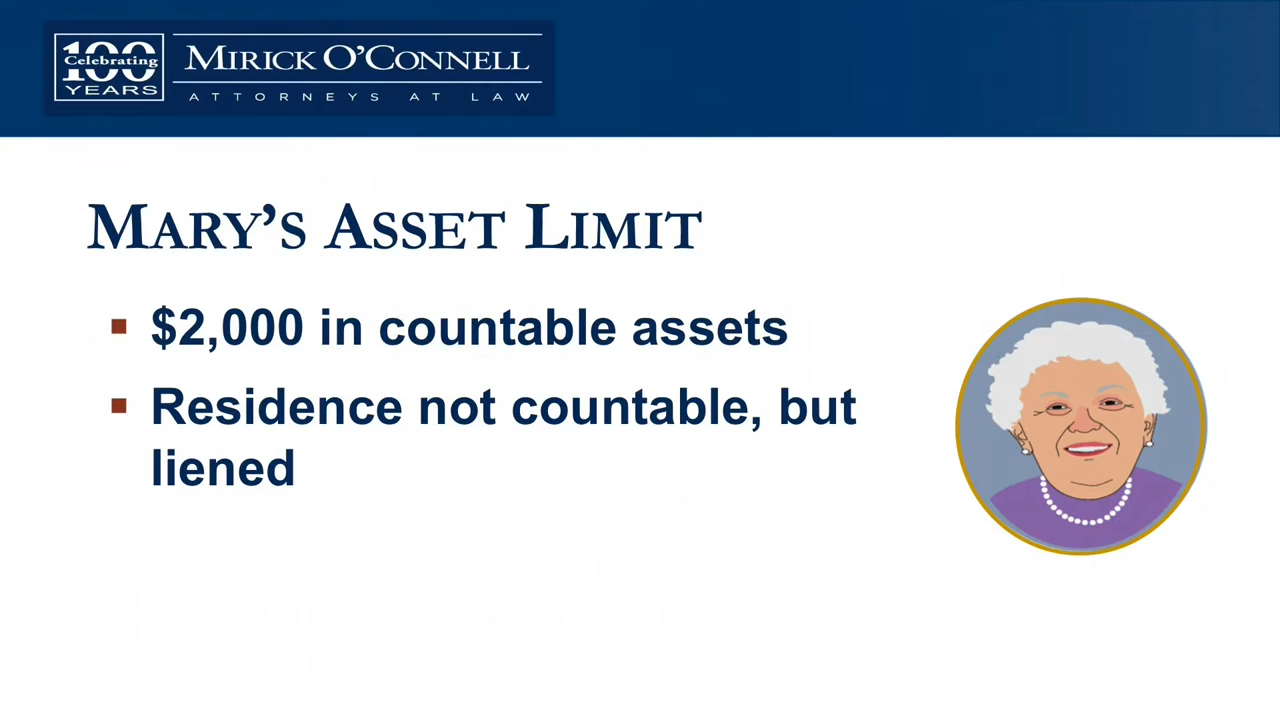 100
Celebrating
YEARS
MIRICK O'CONNELL
ATTORNEYS AT LAW
MARY'S ASSET LIMIT
$2,000 in countable assets
Residence not countable, but
liened